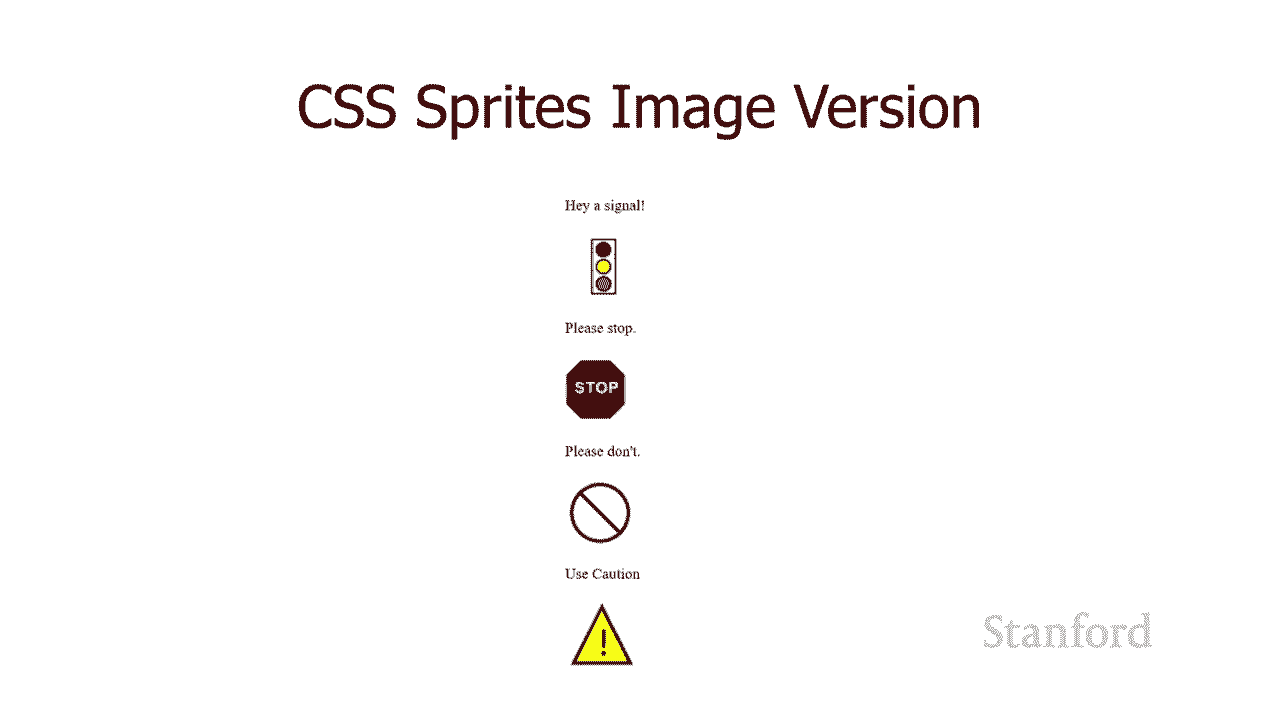 CSS Sprites Image Version
Hey a signal!
Please stop.
STOP
Please don't.
Use Caution
!
Stanford